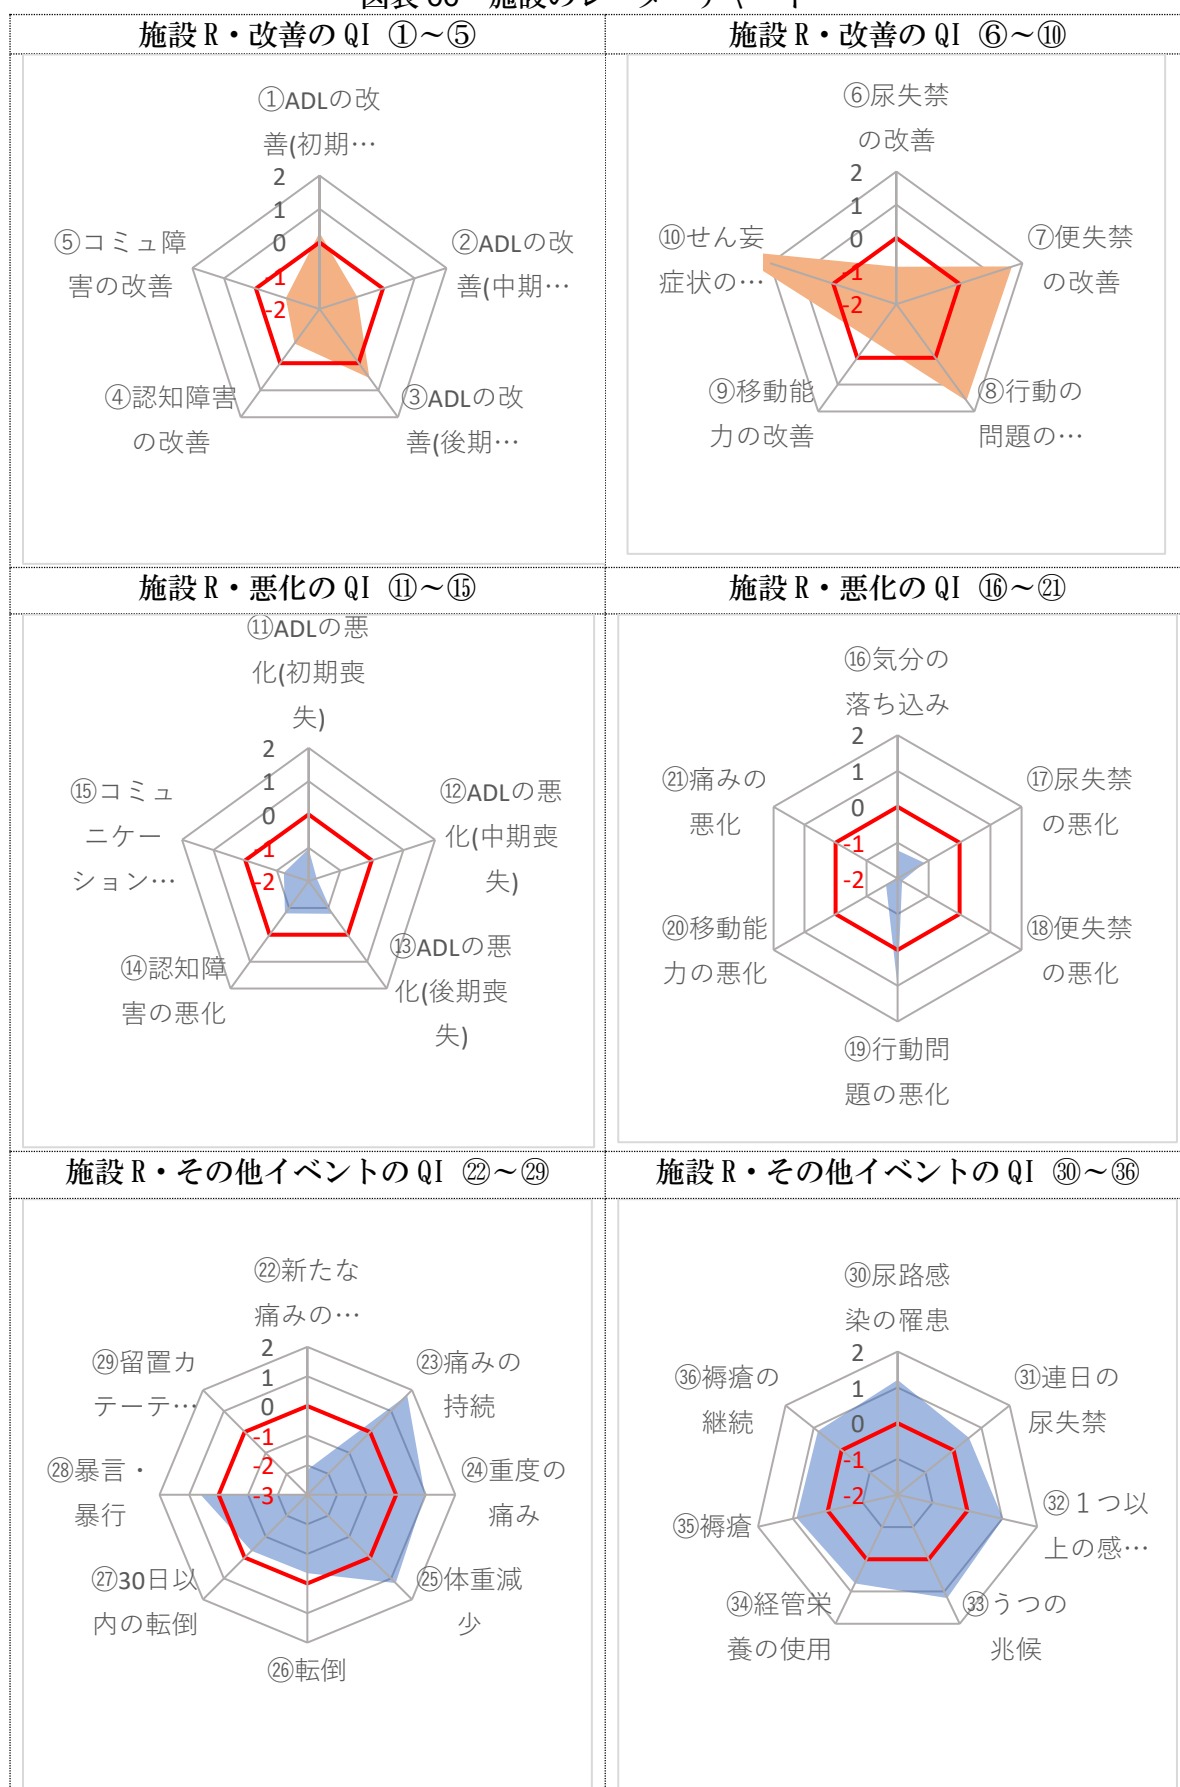 施設 R・改善の QI ①～⑤
施設 R・改善の QI ⑥～⑩
①ADLの改
善(初期…
2
1
0
-1
-2
②ADLの改
善(中期…
③ADLの改
善(後期…
④認知障害
の改善
⑤コミュ障
害の改善
⑥尿失禁
の改善
2
1
0
-1
-2
⑦便失禁
の改善
⑧行動の
問題の…
⑨移動能
力の改善
⑩せん妄
症状の…
施設 R・悪化の QI ⑪～⑮
施設 R・悪化の QI ⑯～㉑
⑪ADLの悪
化(初期喪
失)
2
1
0
-1
-2
⑫ADLの悪
化(中期喪
失)
⑬ADLの悪
化(後期喪
失)
⑭認知障
害の悪化
⑮コミュ
ニケー
ション…
⑯気分の
落ち込み
2
1
0
-1
-2
⑰尿失禁
の悪化
⑱便失禁
の悪化
⑲行動問
題の悪化
⑳移動能
力の悪化
㉑痛みの
悪化
施設 R・その他イベントの QI ㉒～㉙
施設 R・その他イベントの QI ㉚～㊱
㉒新たな
痛みの…
2
1
0
-1
-2
-3
㉓痛みの
持続
㉔重度の
痛み
㉕体重減
少
㉖転倒
㉗30日以
内の転倒
㉘暴言・
暴行
㉙留置カ
テーテ…
㉚尿路感
染の罹患
2
1
0
-1
-2
㉛連日の
尿失禁
㉜１つ以
上の感…
㉝うつの
兆候
㉞経管栄
養の使用
㉟褥瘡
㊱褥瘡の
継続